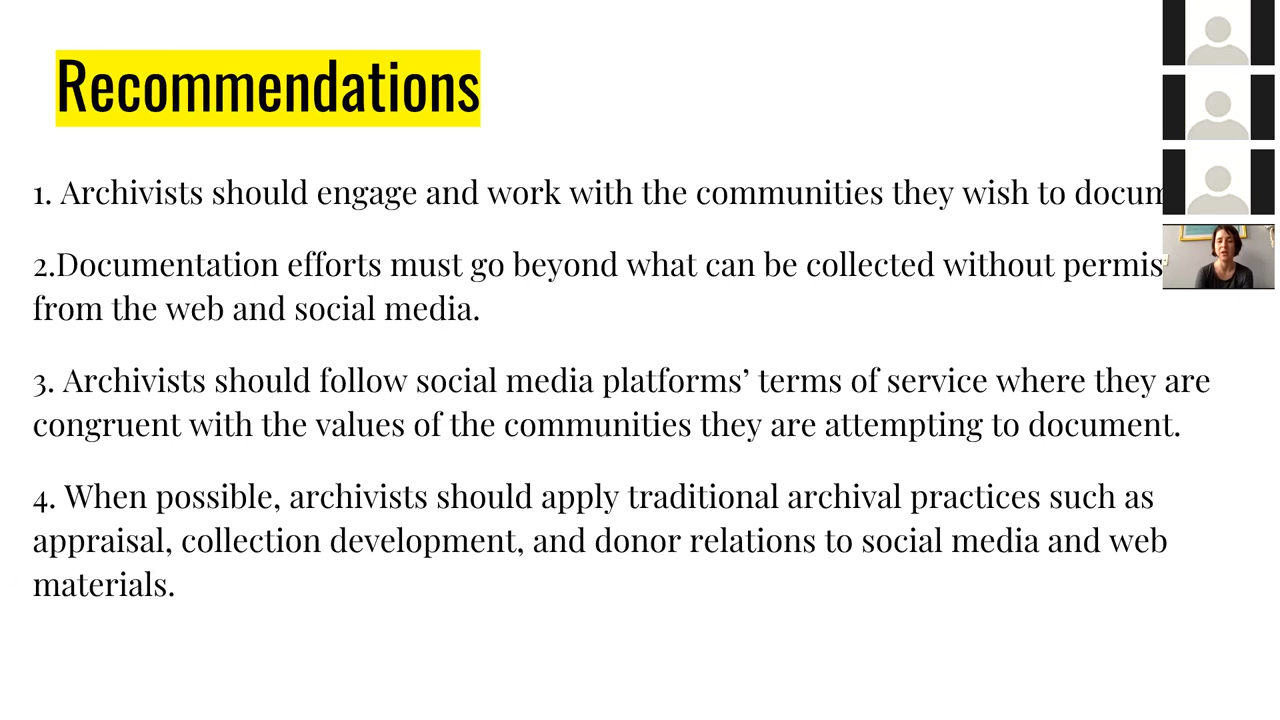 Recommendations
1. Archivists should engage and work with the communities they wish to
2.Documentation efforts must go beyond what can be collected without
from the web and social media.
3. Archivists should follow social media platforms’ terms of service where they are
congruent with the values of the communities they are attempting to document.
4. When possible, archivists should apply traditional archival practices such as
appraisal, collection development, and donor relations to social media and web
materials.